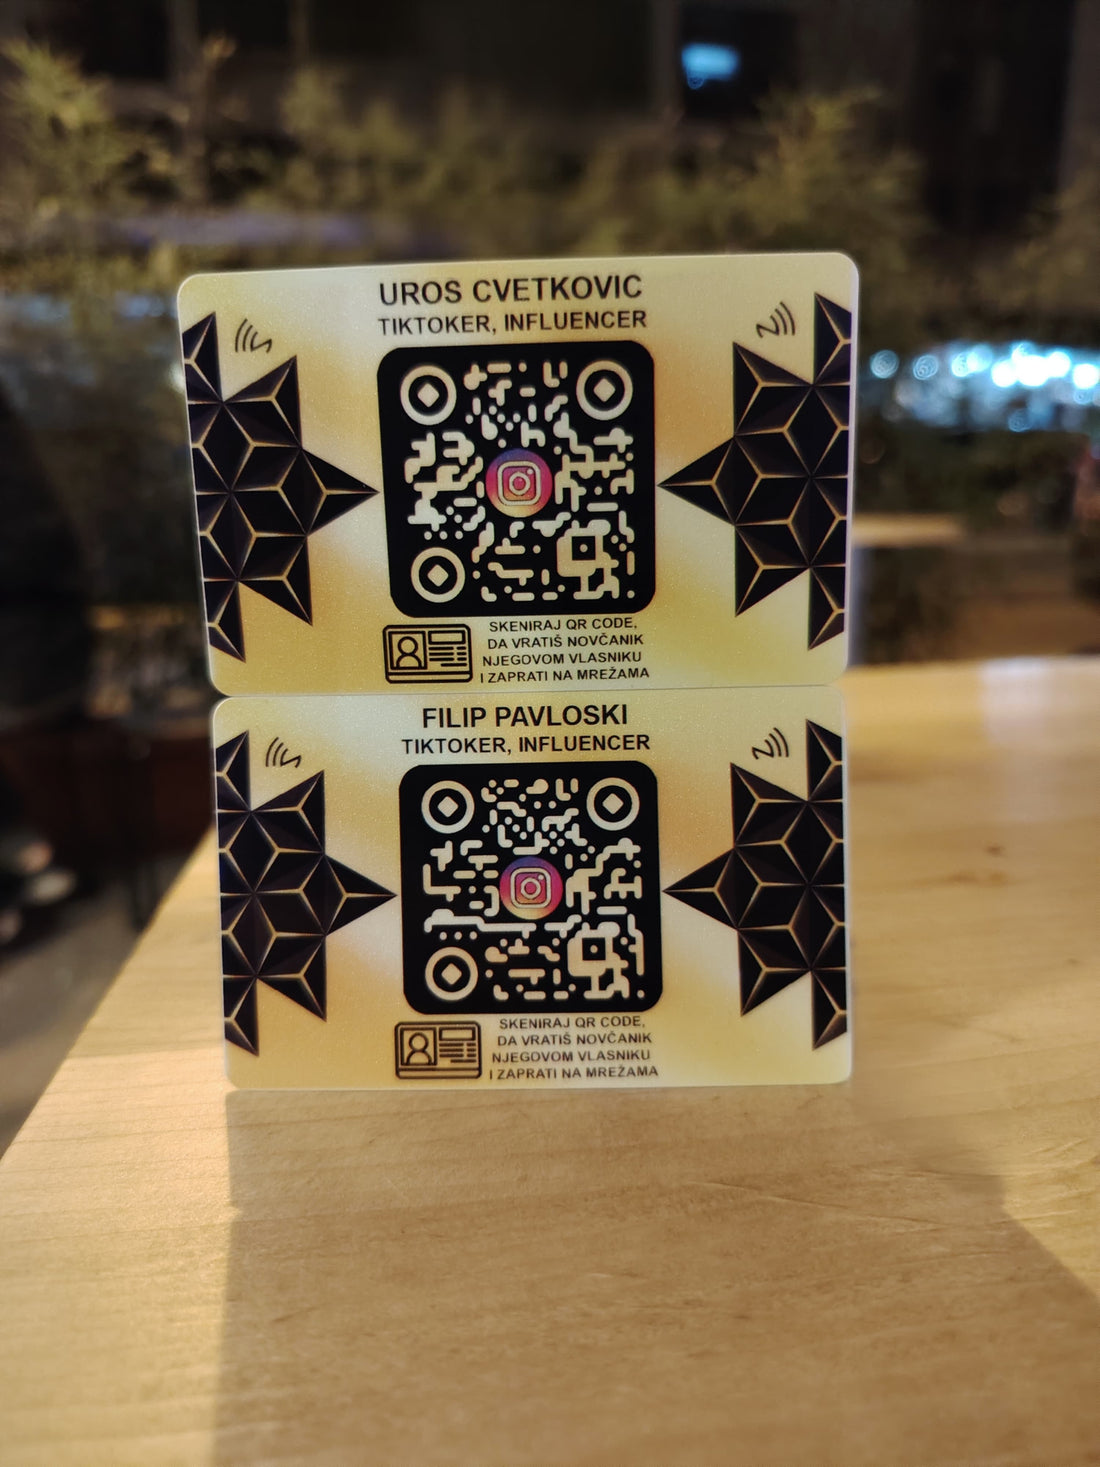 UROS CVETKOVIC
TIKTOKER, INFLUENCER
SKENIRAJ QR CODE,
DA VRATIŠ NOVČANIK
NJEGOVOM VLASNIKU
I ZAPRATI NA MREŽAMA
FILIP PAVLOSKI
TIKTOKER, INFLUENCER
SKENIRAJ QR CODE,
DA VRATIŠ NOVČANIK
NJEGOVOM VLASNIKU
I ZAPRATI NA MREŽAMA